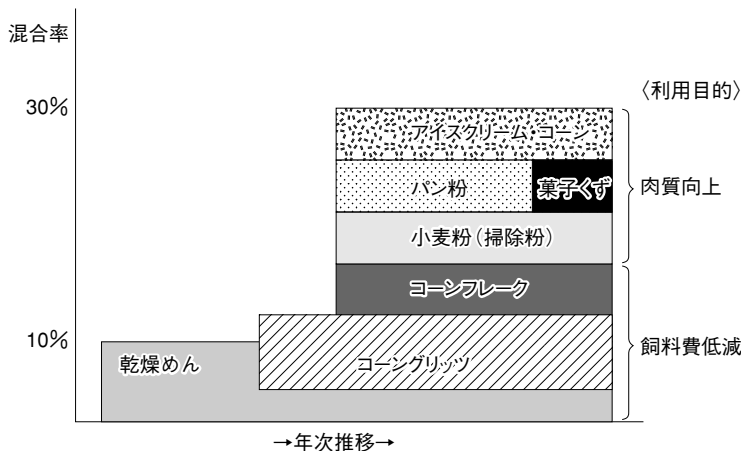 混合率
30%
〈利用目的〉
アイスクリーム・コーン
パン粉
菓子くず
肉質向上
小麦粉（掃除粉）
コーンフレーク
10%
乾燥めん
コーングリッツ
飼料費低減
→年次推移→